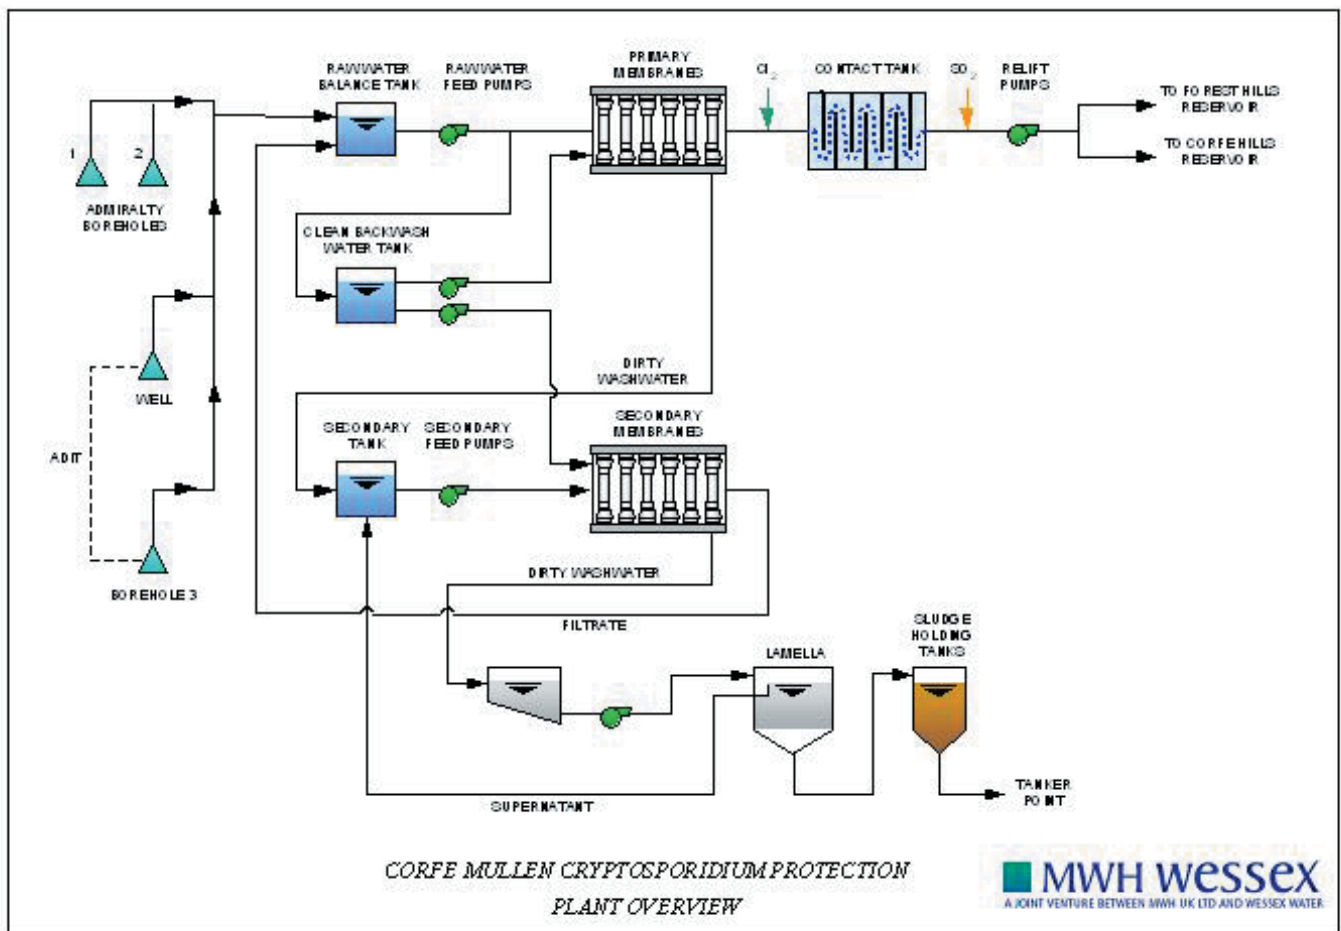 PRIMARY
MEMBRANES
RAWWATER
BALANCE TANK
RAWWATER
FEED PUMPS
Cl2
CONTACT TANK
SO2
RELIFT
PUMPS
TO FOREST HILLS
RESERVOIR
TO CORFE HILLS
RESERVOIR
1
2
ADMIRALTY
BOREHOLES
CLEAN BACKWASH
WATER TANK
DIRTY
WASHWATER
WELL
SECONDARY
TANK
SECONDARY
FEED PUMPS
SECONDARY
MEMBRANES
ADIT
BOREHOLE 3
DIRTY WASHWATER
FILTRATE
SLUDGE
HOLDING
TANKS
LAMELLA
SUPERNATANT
TANKER
POINT
CORFE MULLEN CRYPTOSPORIDIUM PROTECTION
PLANT OVERVIEW
MWH Wessex
A JOINT VENTURE BETWEEN MWH UK LTD AND WESSEX WATER